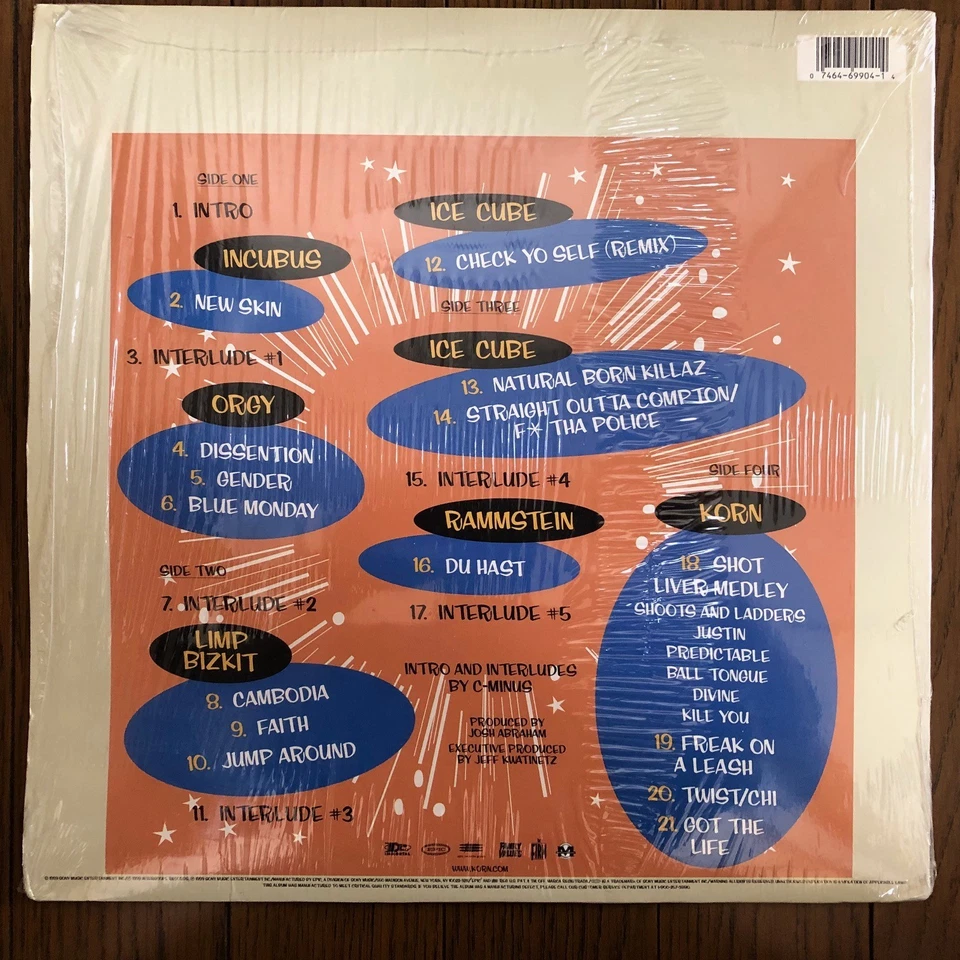 0 7464-69904-1 4
SIDE ONE
1. INTRO
INCUBUS
2. NEW SKIN
3. INTERLUDE #1
ORGY
4. DISSENTION
5. GENDER
6. BLUE MONDAY
SIDE TWO
7. INTERLUDE #2
LIMP
BIZKIT
8. CAMBODIA
9. FAITH
10. JUMP AROUND
11. INTERLUDE #3
ICE CUBE
12. CHECK YO SELF (REMIX)
SIDE THREE
ICE CUBE
13. NATURAL BORN KILLAZ
14. STRAIGHT OUTTA COMPTON/
F* THA POLICE
15. INTERLUDE #4
RAMMSTEIN
16. DU HAST
17. INTERLUDE #5
INTRO AND INTERLUDES
BY C-MINUS
PRODUCED BY
JOSH ABRAHAM
EXECUTIVE PRODUCED
BY JEFF KWATINETZ
SIDE FOUR
KORN
18. SHOT
LIVER MEDLEY
SHOOTS AND LADDERS
JUSTIN
PREDICTABLE
BALL TONGUE
DIVINE
KILL YOU
19. FREAK ON
A LEASH
20. TWIST/CHI
21. GOT THE
LIFE
epic
WWW.KORN.COM